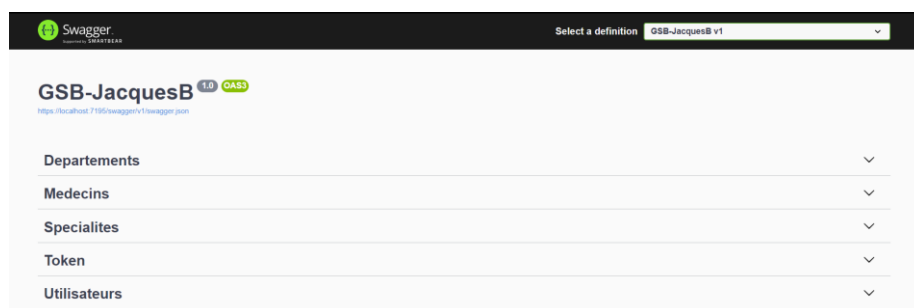 Swagger.
Supported by SMARTBEAR
Select a definition
GSB-JacquesB v1
GSB-JacquesB 1.0 OAS3
https://localhost:7195/swagger/v1/swagger.json
Departements
Medecins
Specialites
Token
Utilisateurs